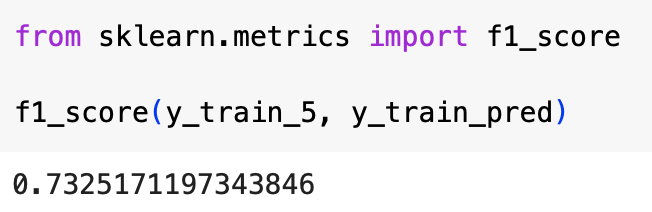 from sklearn.metrics import f1_score
f1_score(y_train_5, y_train_pred)
0.7325171197343846